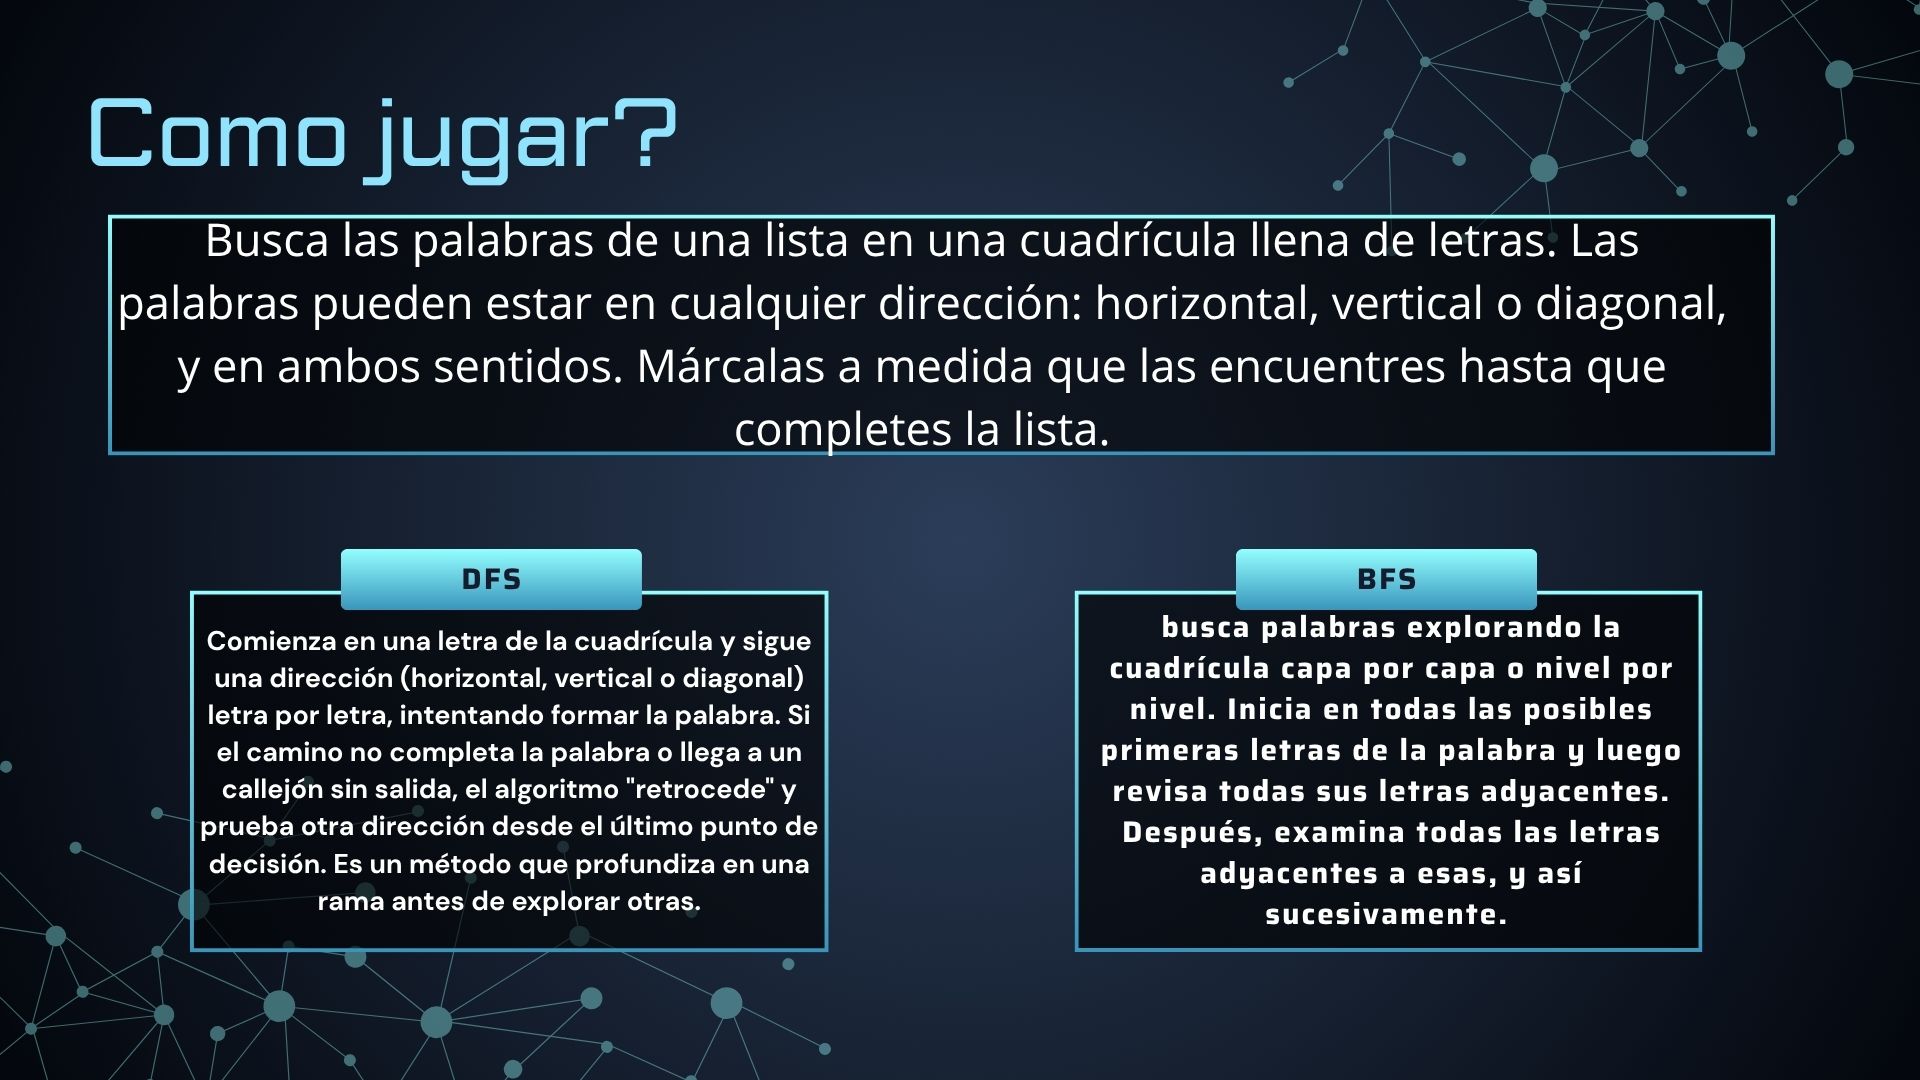 Como jugar?
Busca las palabras de una lista en una cuadrícula llena de letras. Las
palabras pueden estar en cualquier dirección: horizontal, vertical o diagonal,
y en ambos sentidos. Márcalas a medida que las encuentres hasta que
completes la lista.
DFS
Comienza en una letra de la cuadrícula y sigue
una dirección (horizontal, vertical o diagonal)
letra por letra, intentando formar la palabra. Si
el camino no completa la palabra o llega a un
callejón sin salida, el algoritmo "retrocede" y
prueba otra dirección desde el último punto de
decisión. Es un método que profundiza en una
rama antes de explorar otras.
BFS
busca palabras explorando la
cuadrícula capa por capa o nivel por
nivel. Inicia en todas las posibles
primeras letras de la palabra y luego
revisa todas sus letras adyacentes.
Después, examina todas las letras
adyacentes a esas, y así
sucesivamente.